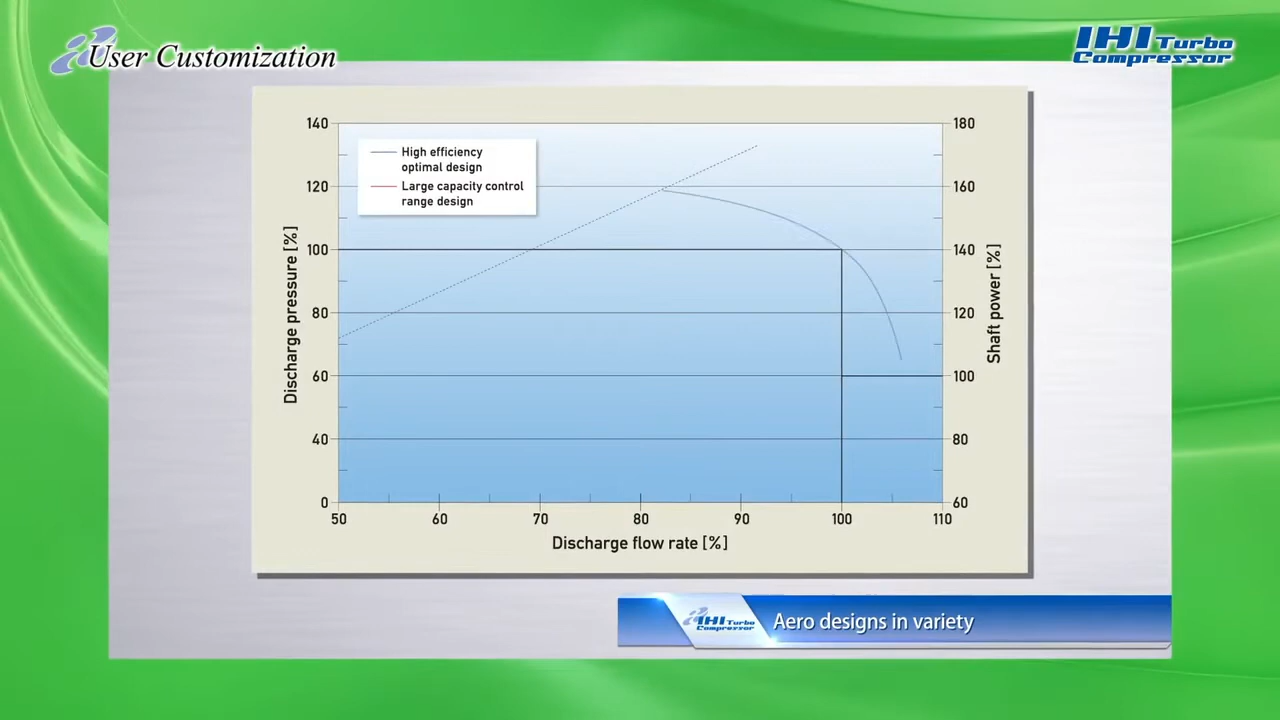 User Customization
IHI Turbo
Compressor
140
120
100
80
60
40
0
180
160
140
120
100
80
60
High efficiency
optimal design
Large capacity control
range design
Discharge pressure [%]
Shaft power [%]
50 60 70 80 90 100 110
Discharge flow rate [%]
IHI Turbo
Compressor
Aero designs in variety